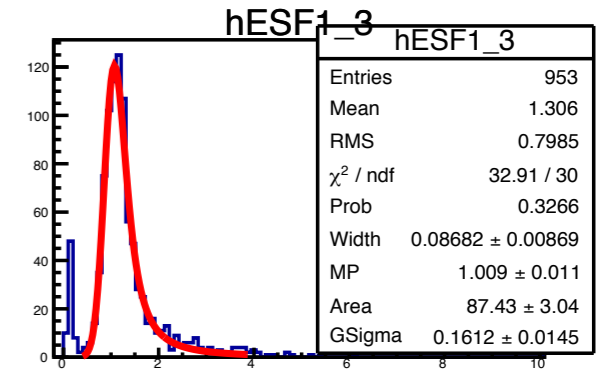 hESF1_3
hESF1_3
Entries 953
Mean 1.306
RMS 0.7985
χ² / ndf 32.91 / 30
Prob 0.3266
Width 0.08682 ± 0.00869
MP 1.009 ± 0.011
Area 87.43 ± 3.04
GSigma 0.1612 ± 0.0145
120
100
80
60
40
20
0
0 2 4 6 8 10